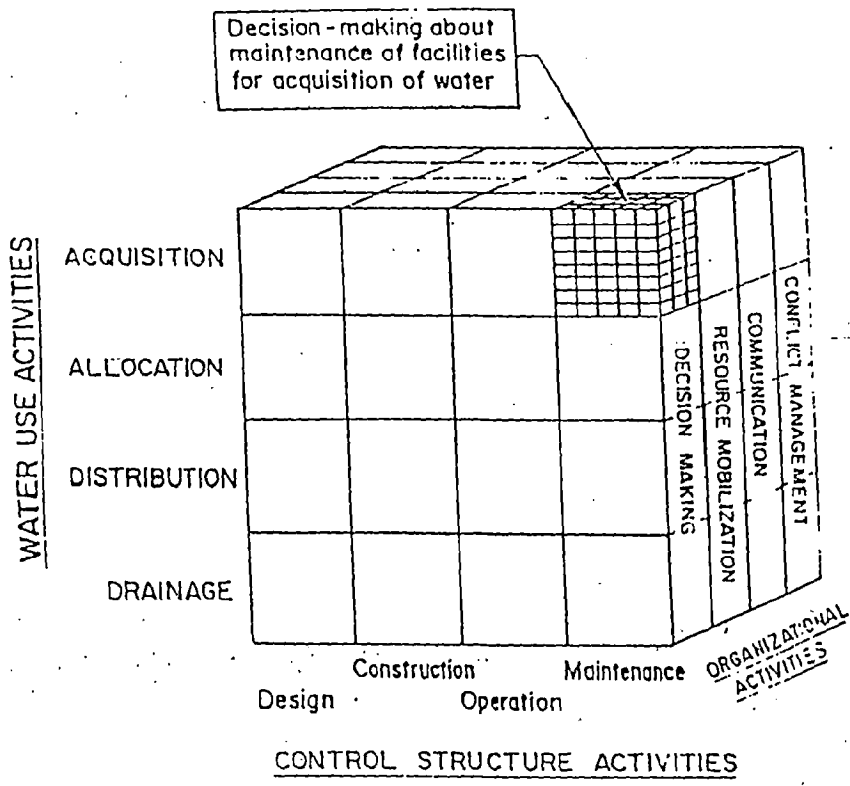 Decision-making about
maintenance of facilities
for acquisition of water
WATER USE ACTIVITIES
ACQUISITION
ALLOCATION
DISTRIBUTION
DRAINAGE
DECISION MAKING
RESOURCE MOBILIZATION
COMMUNICATION
CONFLICT MANAGEMENT
Design
Construction
Operation
Maintenance
ORGANIZATIONAL
ACTIVITIES
CONTROL STRUCTURE ACTIVITIES